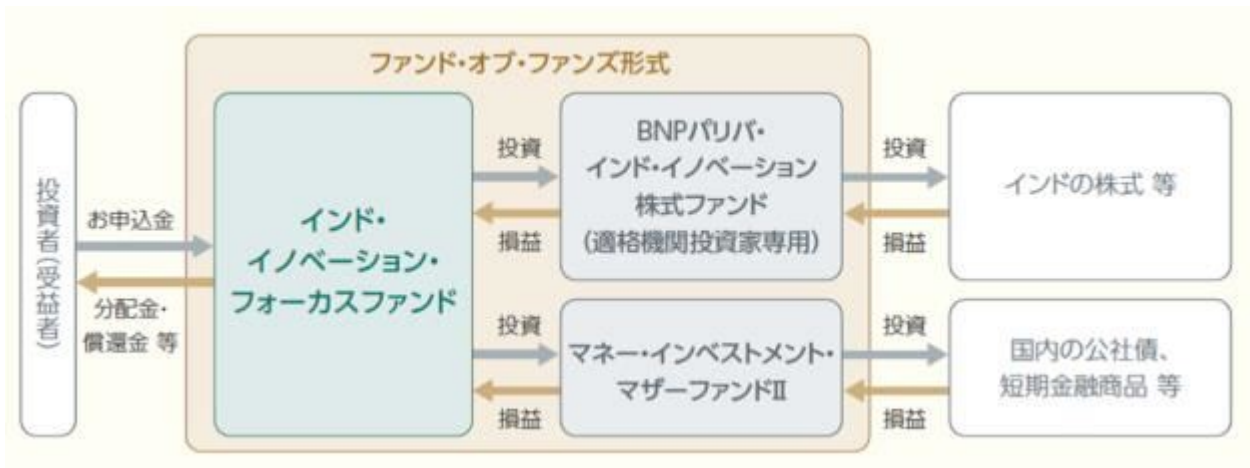 ファンド・オブ・ファンズ形式
投資者(受益者)
お申込金
分配金・
償還金 等
インド・
イノベーション・
フォーカスファンド
投資
損益
BNPパリバ・
インド・イノベーション
株式ファンド
(適格機関投資家専用)
投資
損益
インドの株式 等
投資
損益
マネー・インベストメント・
マザーファンドⅡ
投資
損益
国内の公社債、
短期金融商品 等